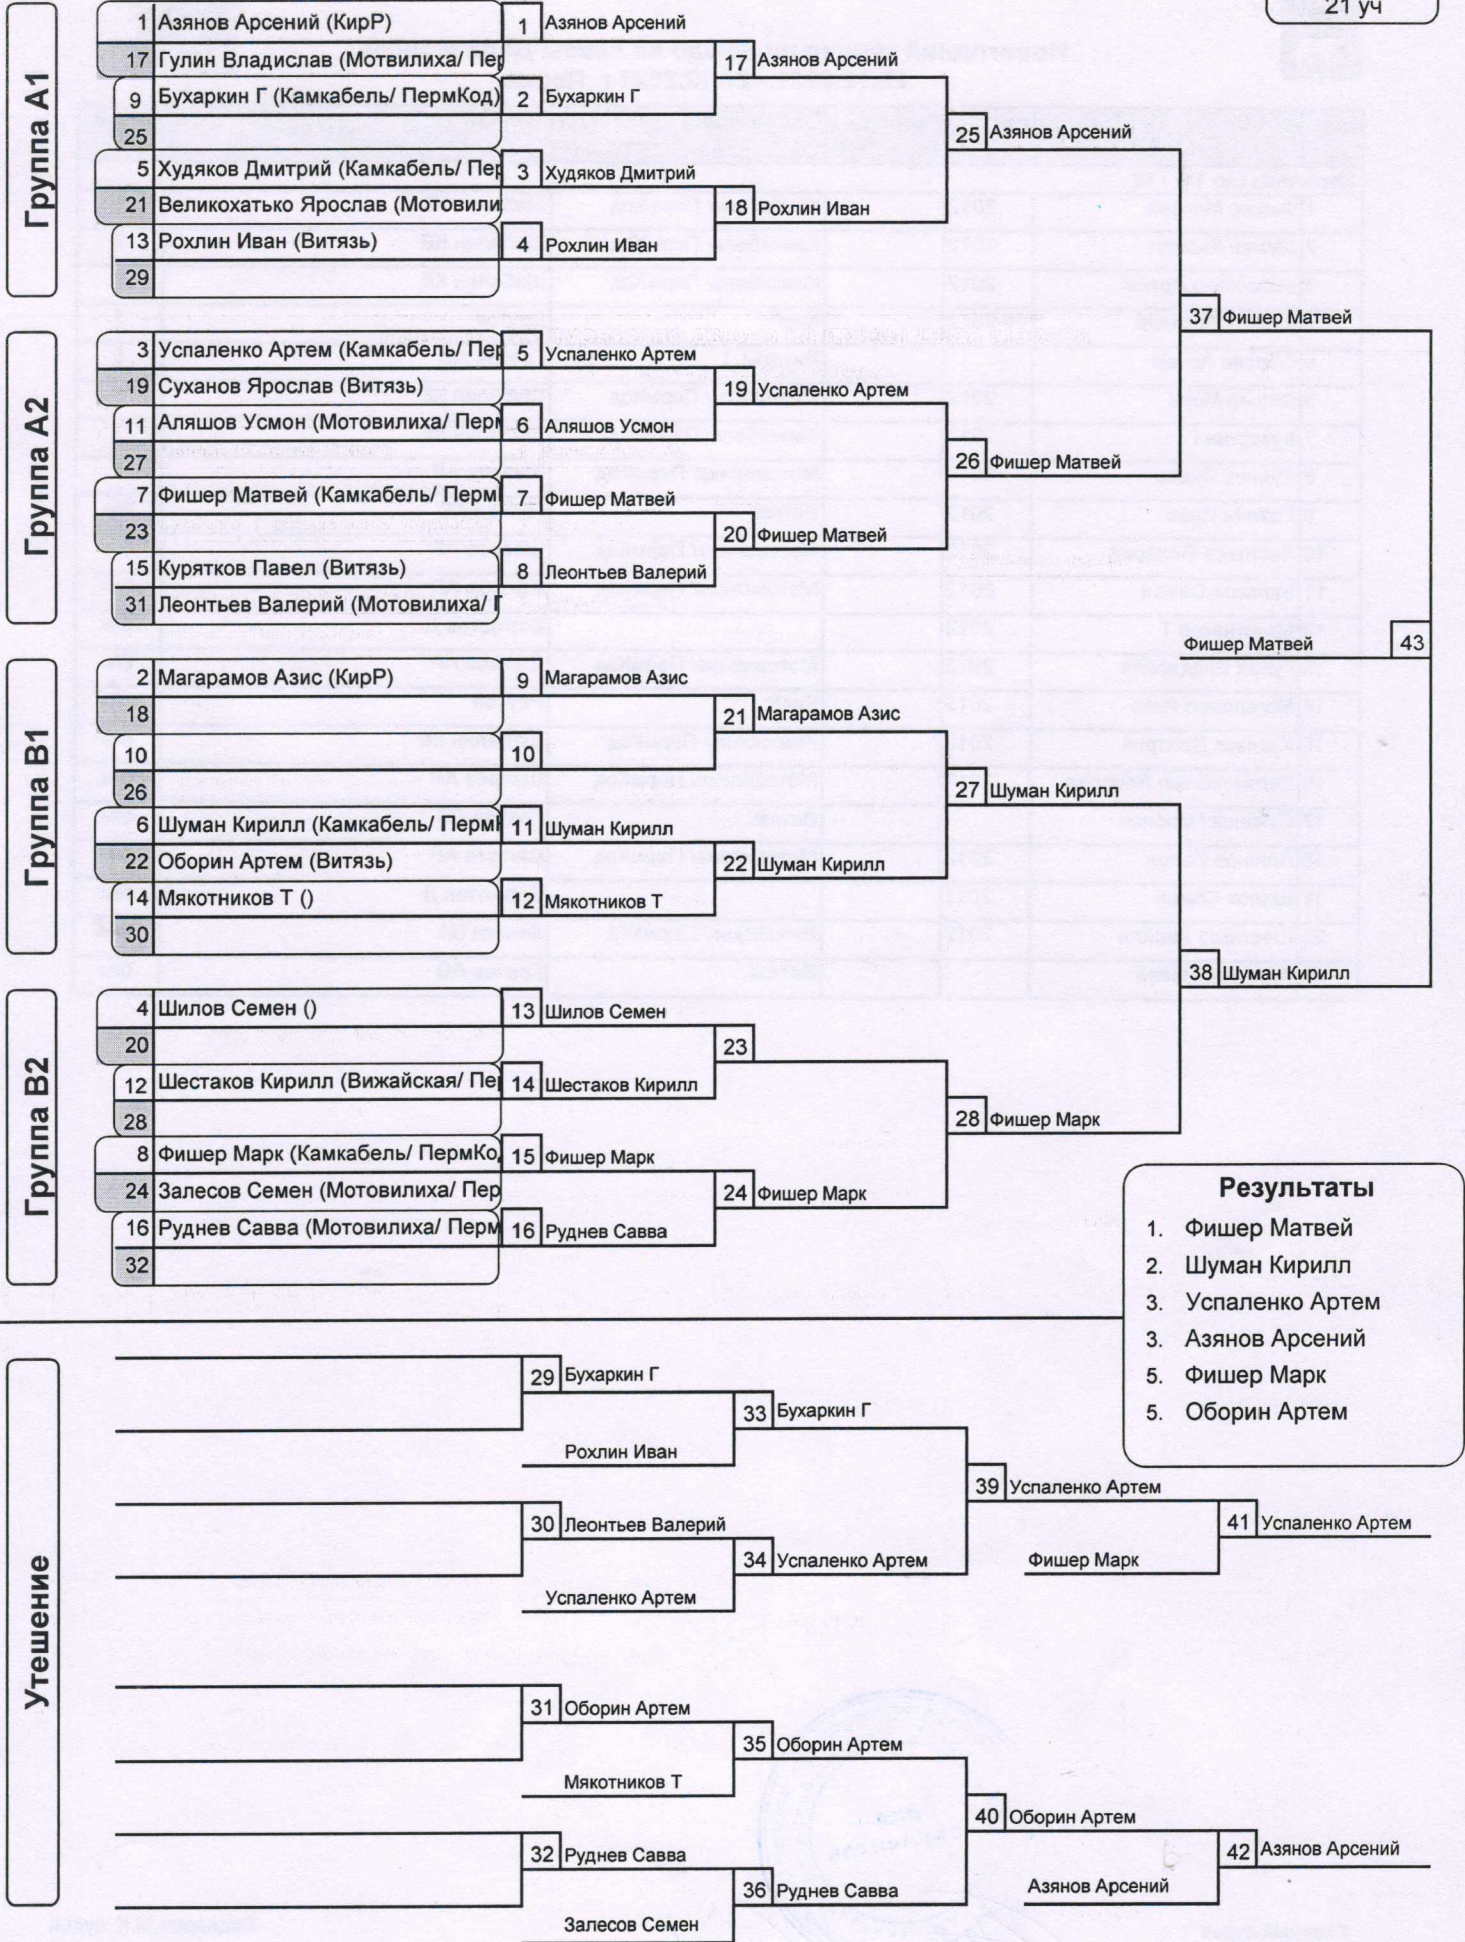 21 уч
Группа A1
1 Азянов Арсений (КирР)
17 Гулин Владислав (Мотвилиха/ Пер
9 Бухаркин Г (Камкабель/ ПермКод)
25
5 Худяков Дмитрий (Камкабель/ Пер
21 Великохатько Ярослав (Мотовили
13 Рохлин Иван (Витязь)
29
1 Азянов Арсений
2 Бухаркин Г
3 Худяков Дмитрий
4 Рохлин Иван
17 Азянов Арсений
18 Рохлин Иван
25 Азянов Арсений
Группа A2
3 Успаленко Артем (Камкабель/ Пер
19 Суханов Ярослав (Витязь)
11 Аляшов Усмон (Мотовилиха/ Перм
27
7 Фишер Матвей (Камкабель/ Перм
23
15 Курятков Павел (Витязь)
31 Леонтьев Валерий (Мотовилиха/ Г
5 Успаленко Артем
6 Аляшов Усмон
7 Фишер Матвей
8 Леонтьев Валерий
19 Успаленко Артем
20 Фишер Матвей
26 Фишер Матвей
37 Фишер Матвей
Фишер Матвей 43
Группа B1
2 Магарамов Азис (КирР)
18
10
26
6 Шуман Кирилл (Камкабель/ Перм
22 Оборин Артем (Витязь)
14 Мякотников Т ()
30
9 Магарамов Азис
10
11 Шуман Кирилл
12 Мякотников Т
21 Магарамов Азис
22 Шуман Кирилл
27 Шуман Кирилл
38 Шуман Кирилл
Группа B2
4 Шилов Семен ()
20
12 Шестаков Кирилл (Вижайская/ Пе
28
8 Фишер Марк (Камкабель/ ПермКо
24 Залесов Семен (Мотовилиха/ Пер
16 Руднев Савва (Мотовилиха/ Перм
32
13 Шилов Семен
14 Шестаков Кирилл
15 Фишер Марк
16 Руднев Савва
23
24 Фишер Марк
28 Фишер Марк
Результаты
1. Фишер Матвей
2. Шуман Кирилл
3. Успаленко Артем
3. Азянов Арсений
5. Фишер Марк
5. Оборин Артем
Утешение
29 Бухаркин Г
Рохлин Иван
33 Бухаркин Г
30 Леонтьев Валерий
Успаленко Артем
34 Успаленко Артем
39 Успаленко Артем
Фишер Марк
41 Успаленко Артем
31 Оборин Артем
Мякотников Т
35 Оборин Артем
32 Руднев Савва
Залесов Семен
36 Руднев Савва
40 Оборин Артем
Азянов Арсений
42 Азянов Арсений